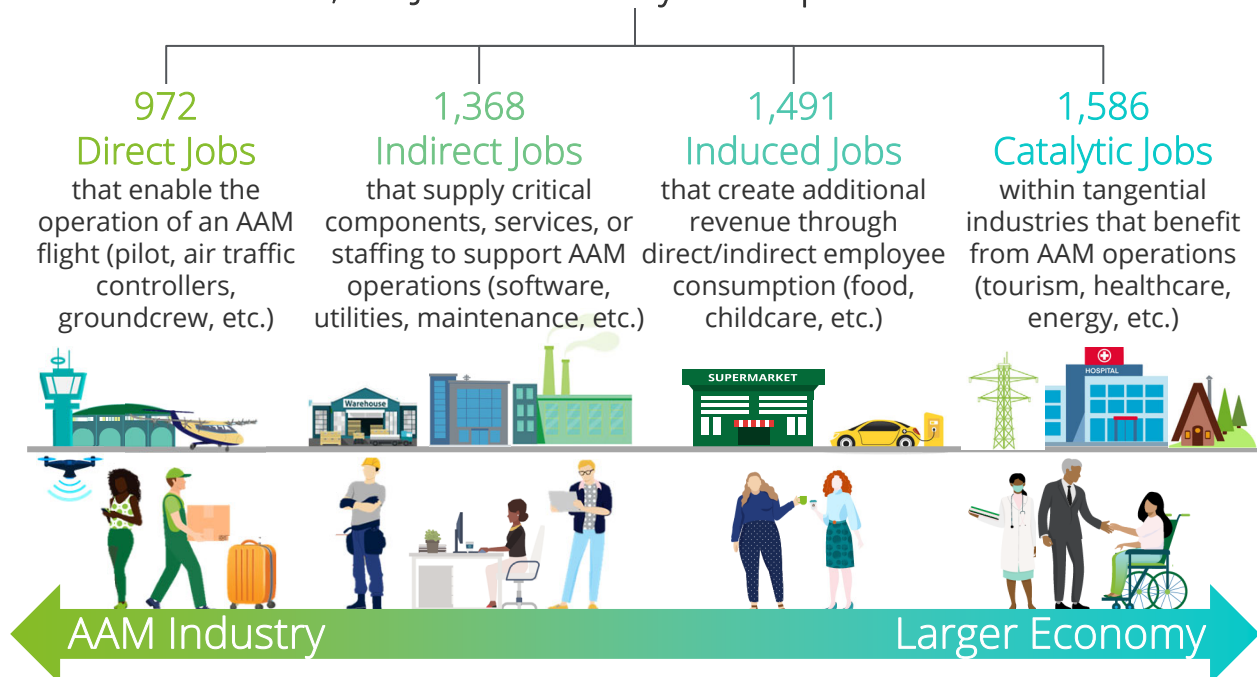 972
Direct Jobs
that enable the
operation of an AAM
flight (pilot, air traffic
controllers,
groundcrew, etc.)
1,368
Indirect Jobs
that supply critical
components, services, or
staffing to support AAM
operations (software,
utilities, maintenance, etc.)
1,491
Induced Jobs
that create additional
revenue through
direct/indirect employee
consumption (food,
childcare, etc.)
1,586
Catalytic Jobs
within tangential
industries that benefit
from AAM operations
(tourism, healthcare,
energy, etc.)
Warehouse
SUPERMARKET
HOSPITAL
AAM Industry
Larger Economy